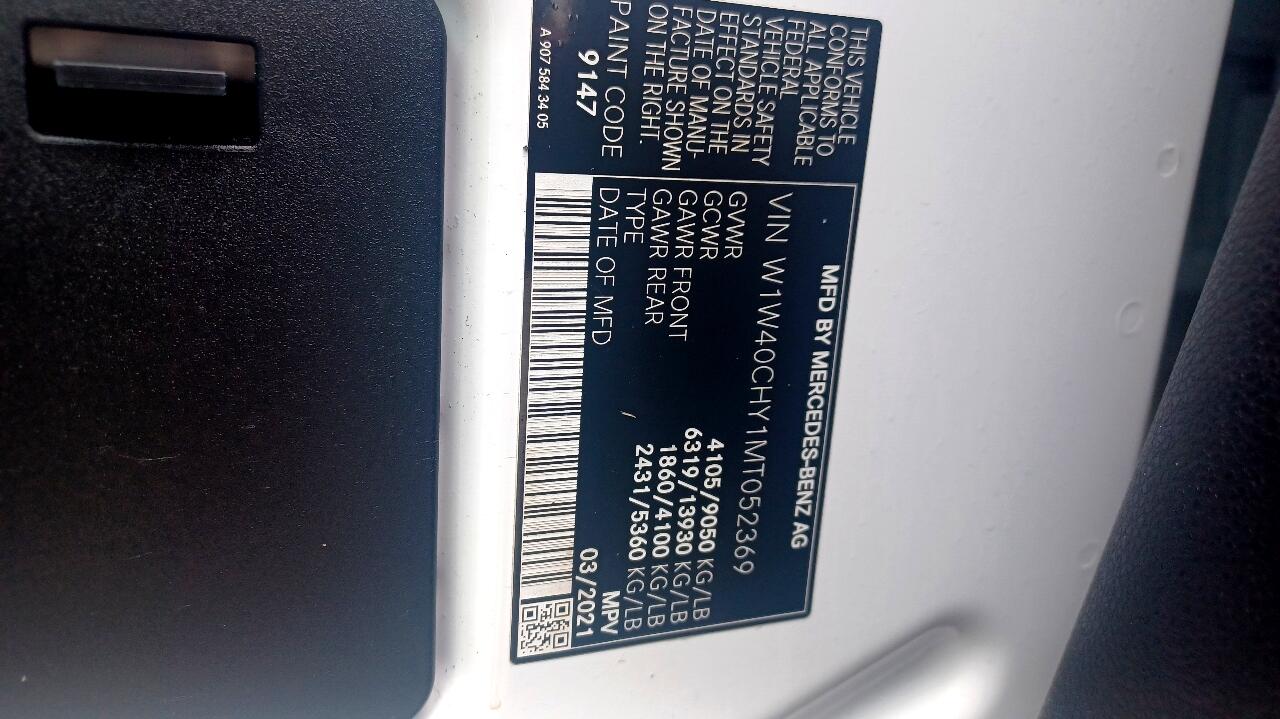 THIS VEHICLE
CONFORMS TO
ALL APPLICABLE
FEDERAL
VEHICLE SAFETY
STANDARDS IN
EFFECT ON THE
DATE OF MANU-
FACTURE SHOWN
ON THE RIGHT.
PAINT CODE
9147
A 907 584 34 05
MFD BY MERCEDES-BENZ AG
VIN W1W40CHY1MT052369
GVWR 4105/9050 KG/LB
GCWR 6319/13930 KG/LB
GAWR FRONT 1860/4100 KG/LB
GAWR REAR 2431/5360 KG/LB
TYPE MPV
DATE OF MFD 03/2021